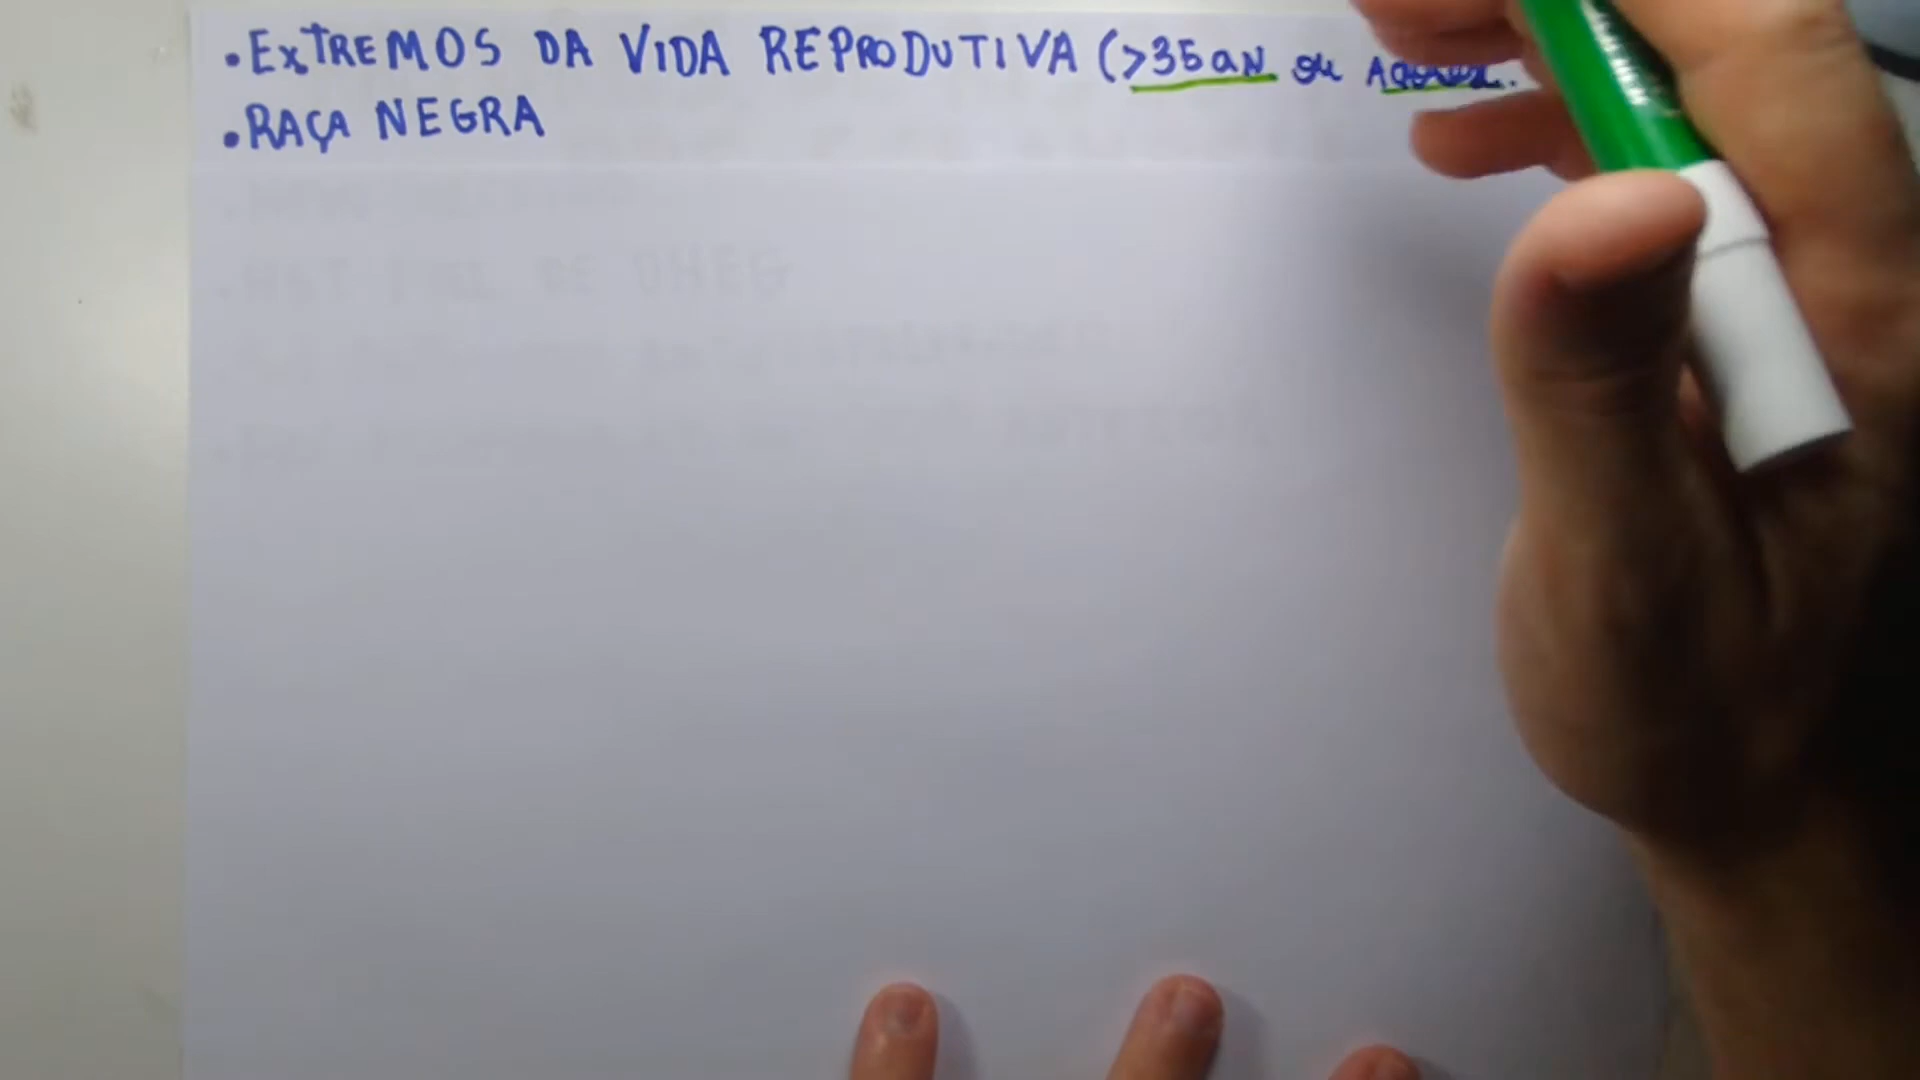 • EXTREMOS DA VIDA REPRODUTIVA (>35 aN ou
• RAÇA NEGRA